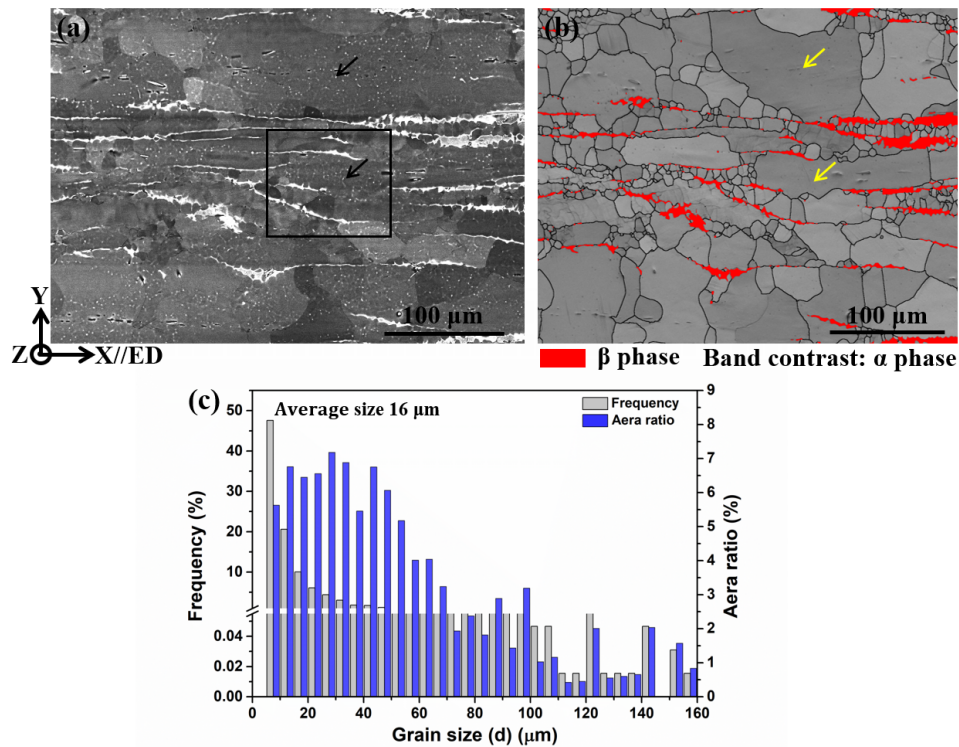 (a)
100 μm
Y
Z
X//ED
(b)
100 μm
β phase Band contrast: α phase
(c)
Average size 16 μm
Frequency
Aera ratio
Frequency (%)
50
40
30
20
10
0.04
0.02
0.00
9
8
7
6
5
4
3
2
1
0
Aera ratio (%)
0 20 40 60 80 100 120 140 160
Grain size (d) (μm)